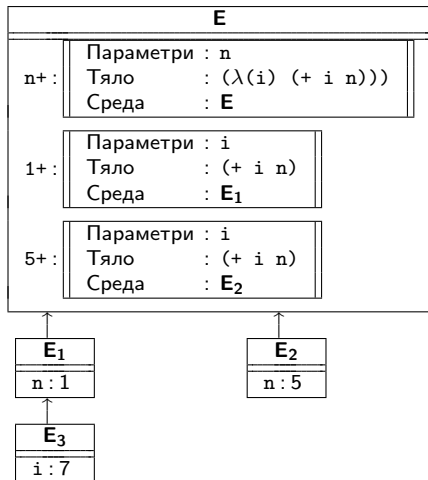 E
n+ :
Параметри : n
Тяло : (λ(i) (+ i n)))
Среда : E
1+ :
Параметри : i
Тяло : (+ i n)
Среда : E₁
5+ :
Параметри : i
Тяло : (+ i n)
Среда : E₂
E₁
n : 1
E₂
n : 5
E₃
i : 7